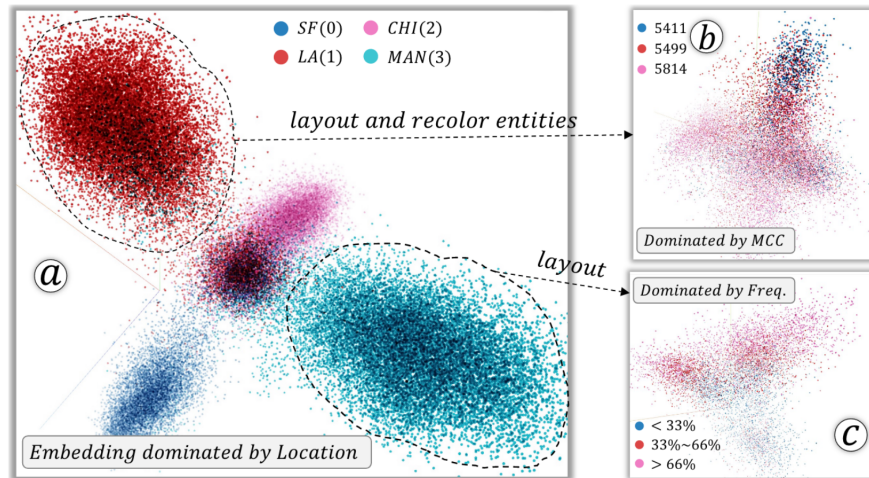 SF(0) CHI(2)
LA(1) MAN(3)
layout and recolor entities
layout
a
Embedding dominated by Location
5411
5499
5814
b
Dominated by MCC
Dominated by Freq.
< 33%
33%~66%
> 66%
c